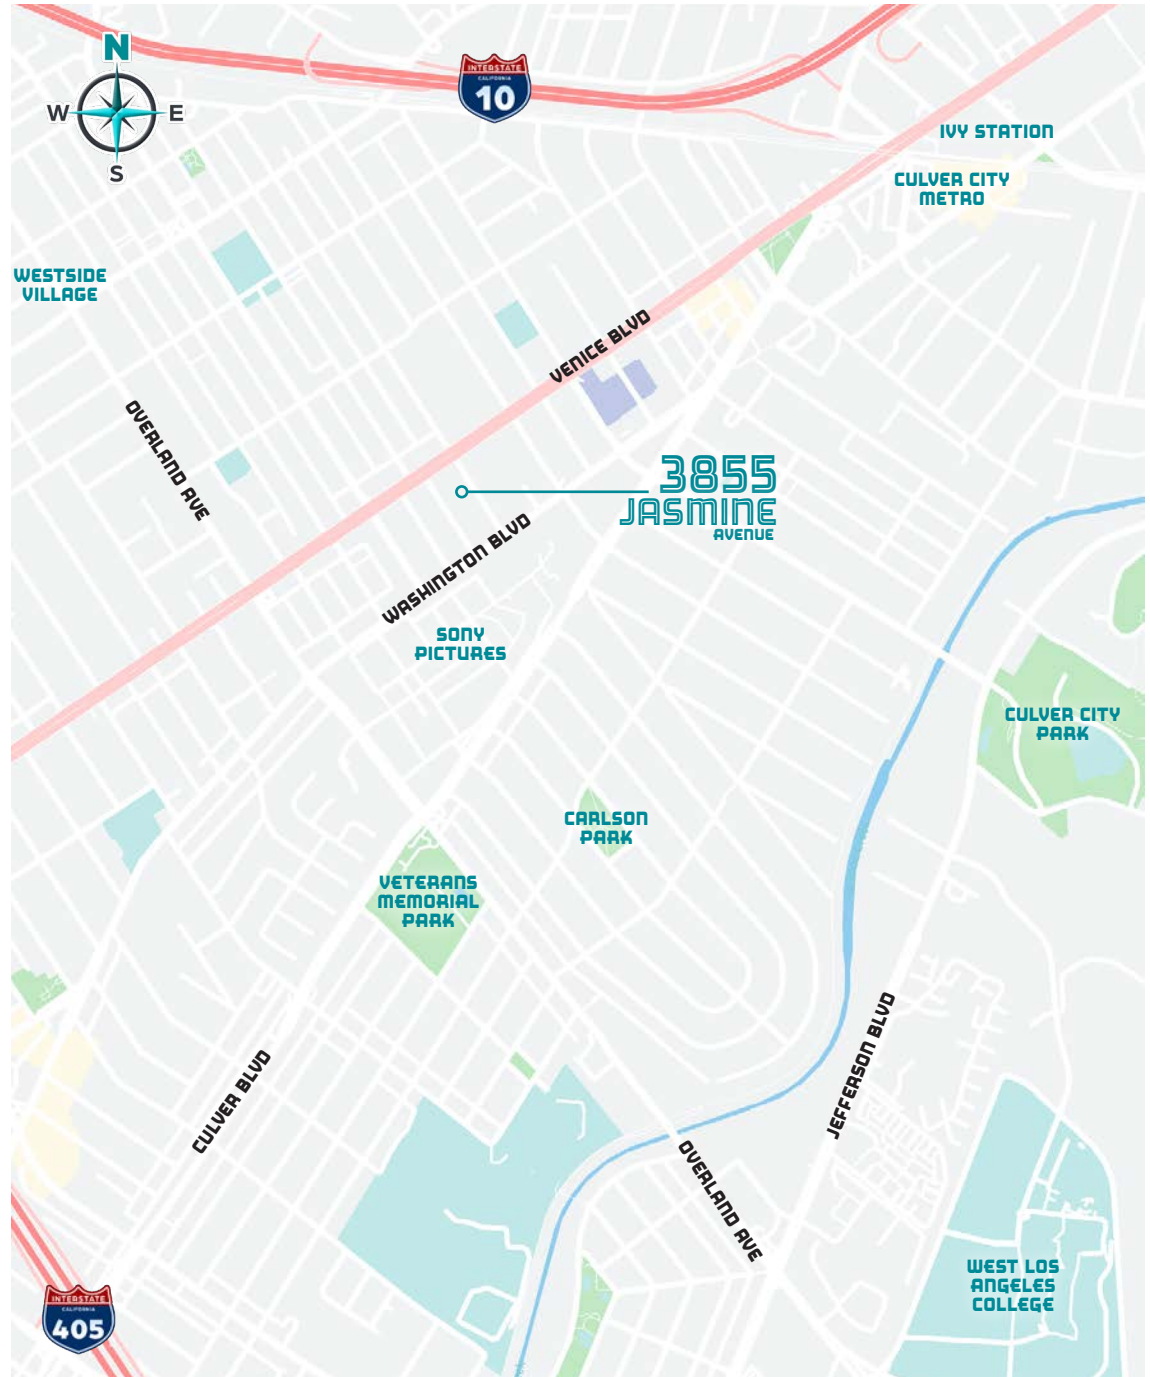 N
W
E
S
INTERSTATE
CALIFORNIA
10
IVY STATION
CULVER CITY
METRO
WESTSIDE
VILLAGE
VENICE BLVD
OVERLAND AVE
3855
JASMINE
AVENUE
WASHINGTON BLVD
SONY
PICTURES
CULVER CITY
PARK
CARLSON
PARK
VETERANS
MEMORIAL
PARK
JEFFERSON BLVD
CULVER BLVD
OVERLAND AVE
WEST LOS
ANGELES
COLLEGE
INTERSTATE
CALIFORNIA
405